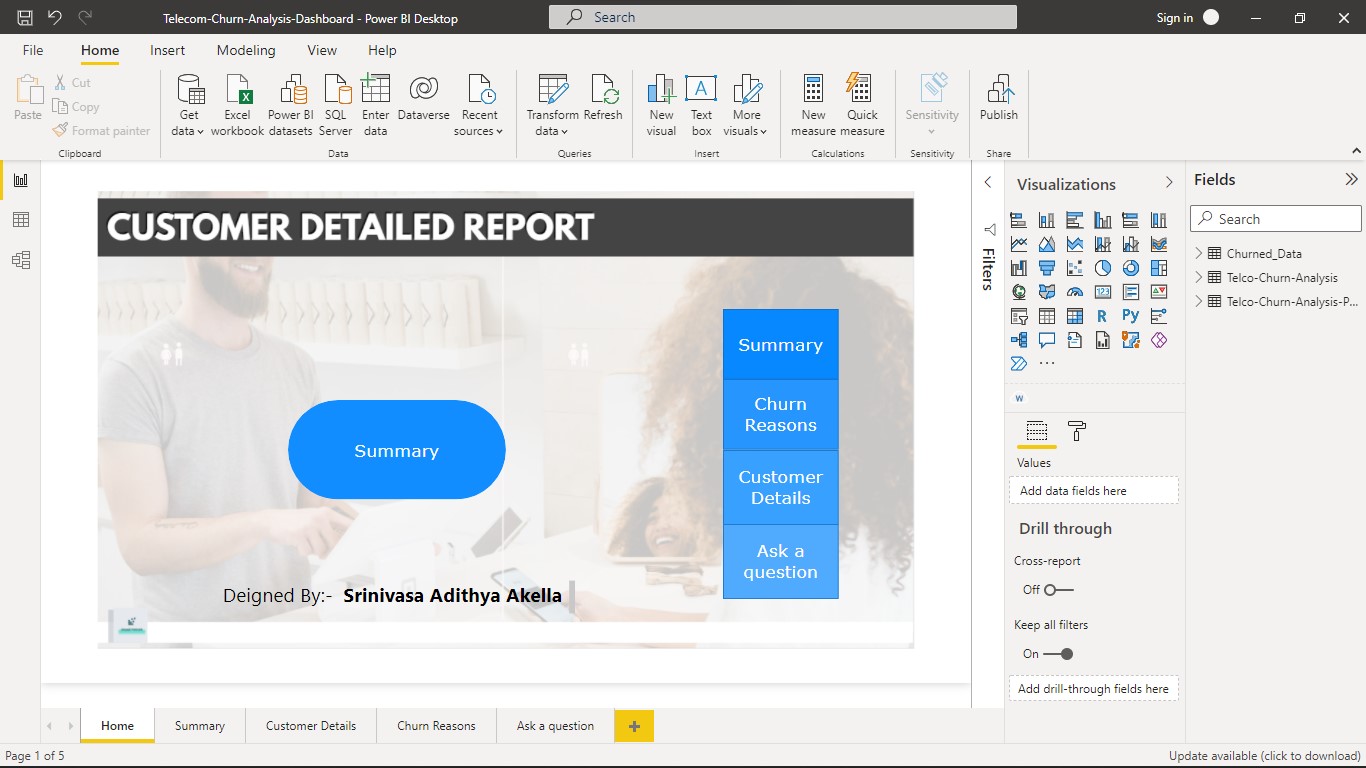 Telecom-Churn-Analysis-Dashboard - Power BI Desktop
Search
Sign in
File Home Insert Modeling View Help
Paste
Cut
Copy
Format painter
Clipboard
Get data
Excel workbook
Power BI datasets
SQL Server
Enter data
Dataverse
Recent sources
Data
Transform data
Refresh
Queries
New visual
Text box
More visuals
Insert
New measure
Quick measure
Calculations
Sensitivity
Sensitivity
Publish
Share
CUSTOMER DETAILED REPORT
Summary
Summary
Churn
Reasons
Customer
Details
Ask a
question
Deigned By:- Srinivasa Adithya Akella
Filters
Visualizations
123
R
Py
W
Values
Add data fields here
Drill through
Cross-report
Off
Keep all filters
On
Add drill-through fields here
Fields
Search
Churned_Data
Telco-Churn-Analysis
Telco-Churn-Analysis-P...
Home Summary Customer Details Churn Reasons Ask a question
Page 1 of 5
Update available (click to download)